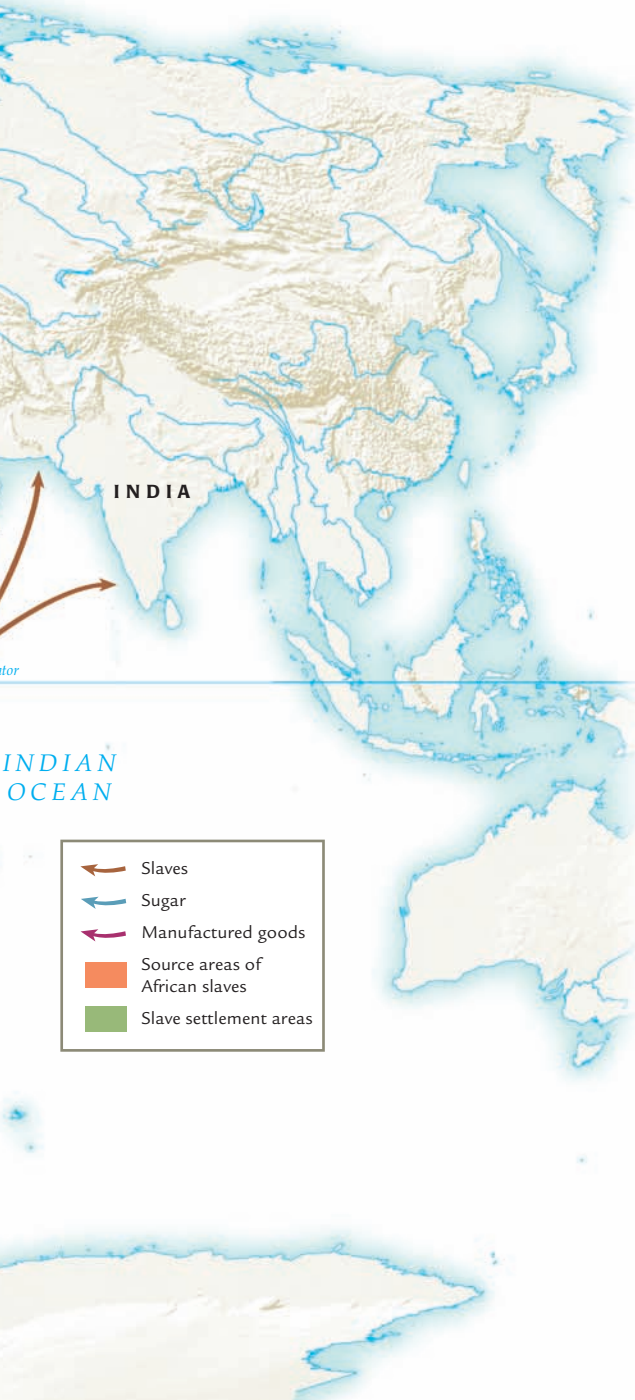 INDIA
INDIAN
OCEAN
Slaves
Sugar
Manufactured goods
Source areas of
African slaves
Slave settlement areas